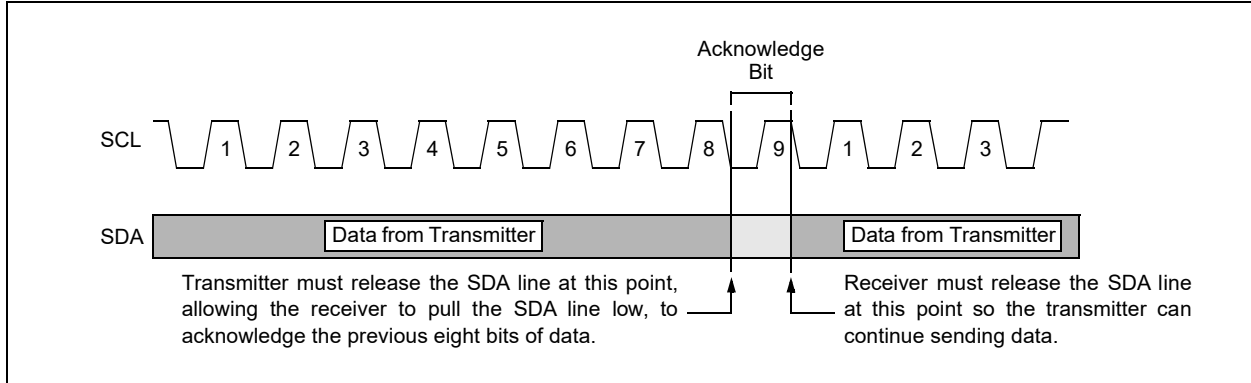 Acknowledge
Bit
SCL
1 2 3 4 5 6 7 8 9 1 2 3
SDA
Data from Transmitter
Data from Transmitter
Transmitter must release the SDA line at this point,
allowing the receiver to pull the SDA line low, to
acknowledge the previous eight bits of data.
Receiver must release the SDA line
at this point so the transmitter can
continue sending data.